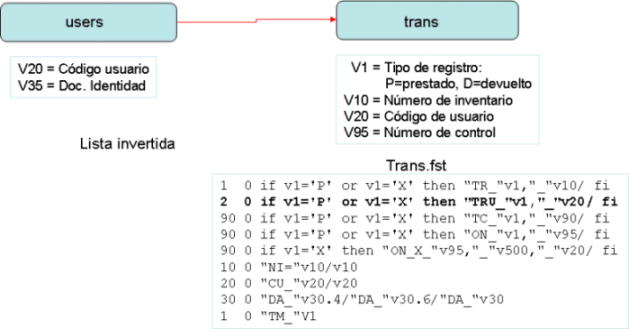 users
trans
V20 = Código usuario
V35 = Doc. Identidad
V1 = Tipo de registro:
P=prestado, D=devuelto
V10 = Número de inventario
V20 = Código de usuario
V95 = Número de control
Lista invertida
Trans.fst
1 0 if v1='P' or v1='X' then "TR_"v1,"_"v10/ fi
2 0 if v1='P' or v1='X' then "TRU_"v1,"_"v20/ fi
90 0 if v1='P' or v1='X' then "TC_"v1,"_"v90/ fi
90 0 if v1='P' or v1='X' then "ON_"v1,"_"v95/ fi
90 0 if v1='X' then "ON_X_"v95,"_"v500,"_"v20/ fi
10 0 "NI="v10/v10
20 0 "CU_"v20/v20
30 0 "DA_"v30.4/"DA_"v30.6/"DA_"v30
1 0 "TM_"V1